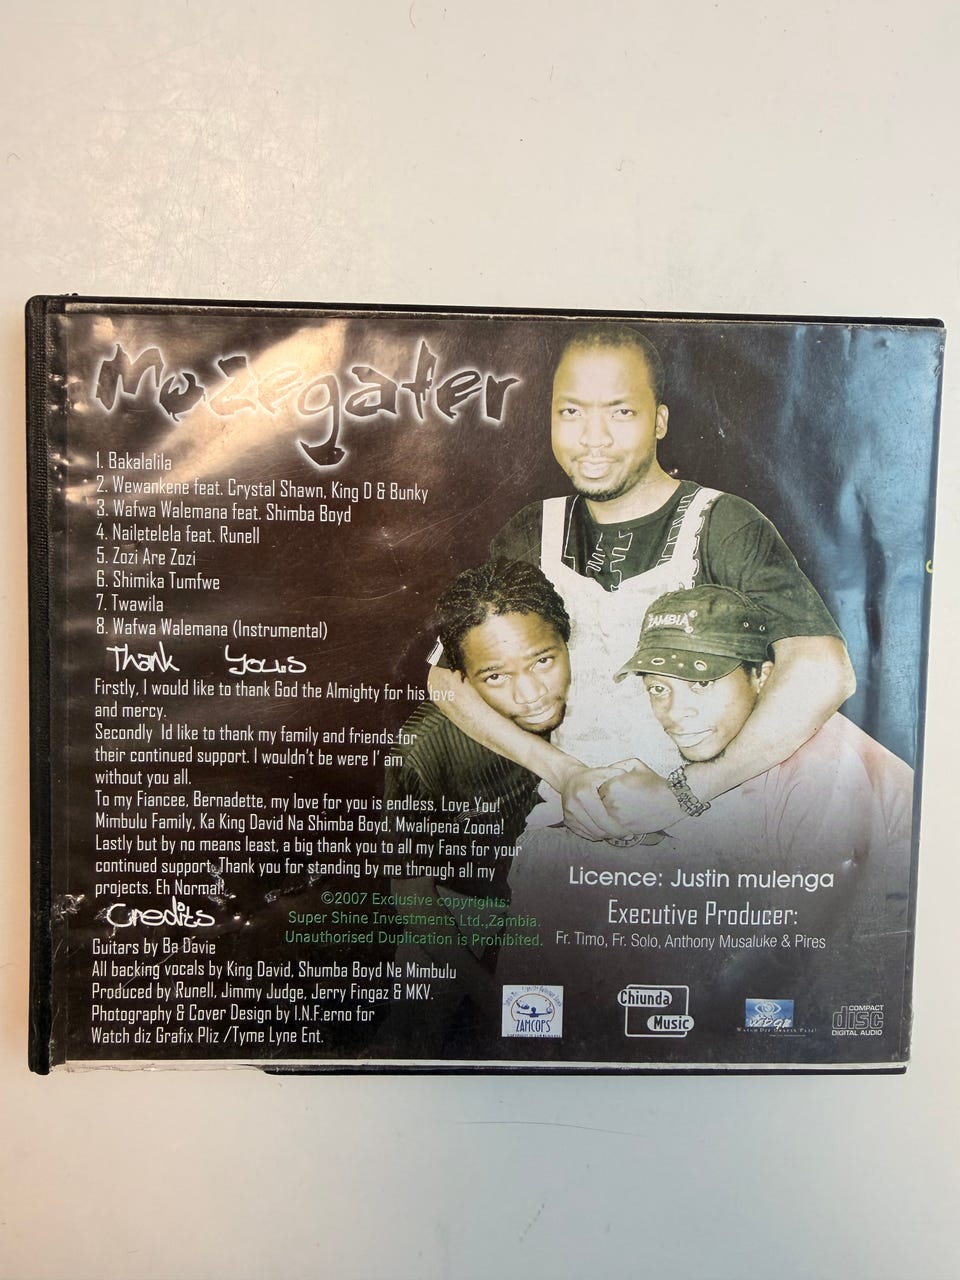 Mozegater
1. Bakalalila
2. Wewankene feat. Crystal Shawn, King D & Bunky
3. Wafwa Walemana feat. Shimba Boyd
4. Nailetelela feat. Runell
5. Zozi Are Zozi
6. Shimika Tumfwe
7. Twawila
8. Wafwa Walemana (Instrumental)
Thank Yous
Firstly, I would like to thank God the Almighty for his love
and mercy.
Secondly Id like to thank my family and friends for
their continued support. I wouldn't be were I' am
without you all.
To my Fiancee, Bernadette, my love for you is endless, Love You!
Mimbulu Family, Ka King David Na Shimba Boyd, Mwalipena Zoona!
Lastly but by no means least, a big thank you to all my Fans for your
continued support. Thank you for standing by me through all my
projects. Eh Normal!
Credits
Guitars by Ba Davie
All backing vocals by King David, Shumba Boyd Ne Mimbulu
Produced by Runell, Jimmy Judge, Jerry Fingaz & MKV.
Photography & Cover Design by I.N.F.erno for
Watch diz Grafix Pliz /Tyme Lyne Ent.
©2007 Exclusive copyrights:
Super Shine Investments Ltd.,Zambia.
Unauthorised Duplication is Prohibited.
ZAMBIA
Licence: Justin mulenga
Executive Producer:
Fr. Timo, Fr. Solo, Anthony Musaluke & Pires
ZAMCOPS
Chiunda
Music
WDGP
Watch Diz Grafix Pliz!
COMPACT
disc
DIGITAL AUDIO